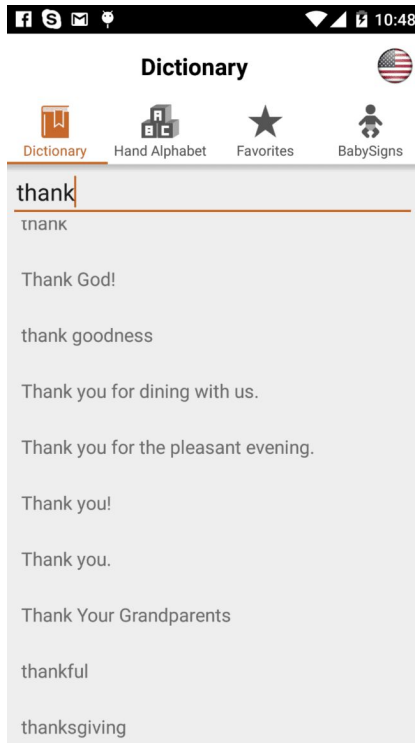 10:48
Dictionary
Dictionary
Hand Alphabet
Favorites
BabySigns
thank
thank
Thank God!
thank goodness
Thank you for dining with us.
Thank you for the pleasant evening.
Thank you!
Thank you.
Thank Your Grandparents
thankful
thanksgiving